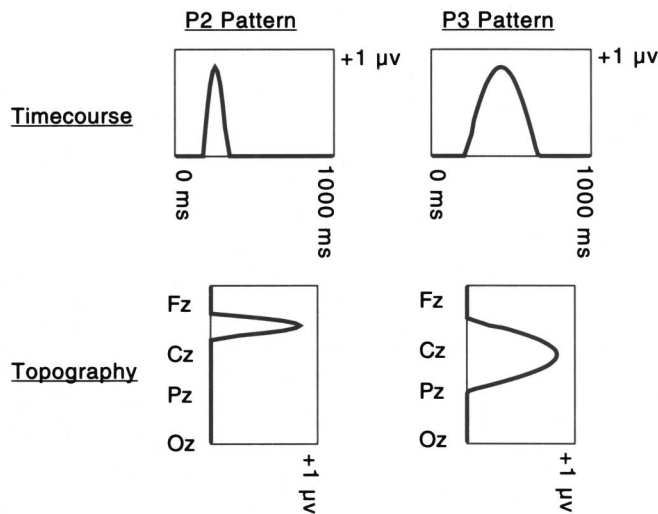 P2 Pattern P3 Pattern
+1 μv +1 μv
Timecourse
0 ms 1000 ms 0 ms 1000 ms
Fz Fz
Cz Cz
Topography
Pz Pz
Oz Oz
+1 μv +1 μv